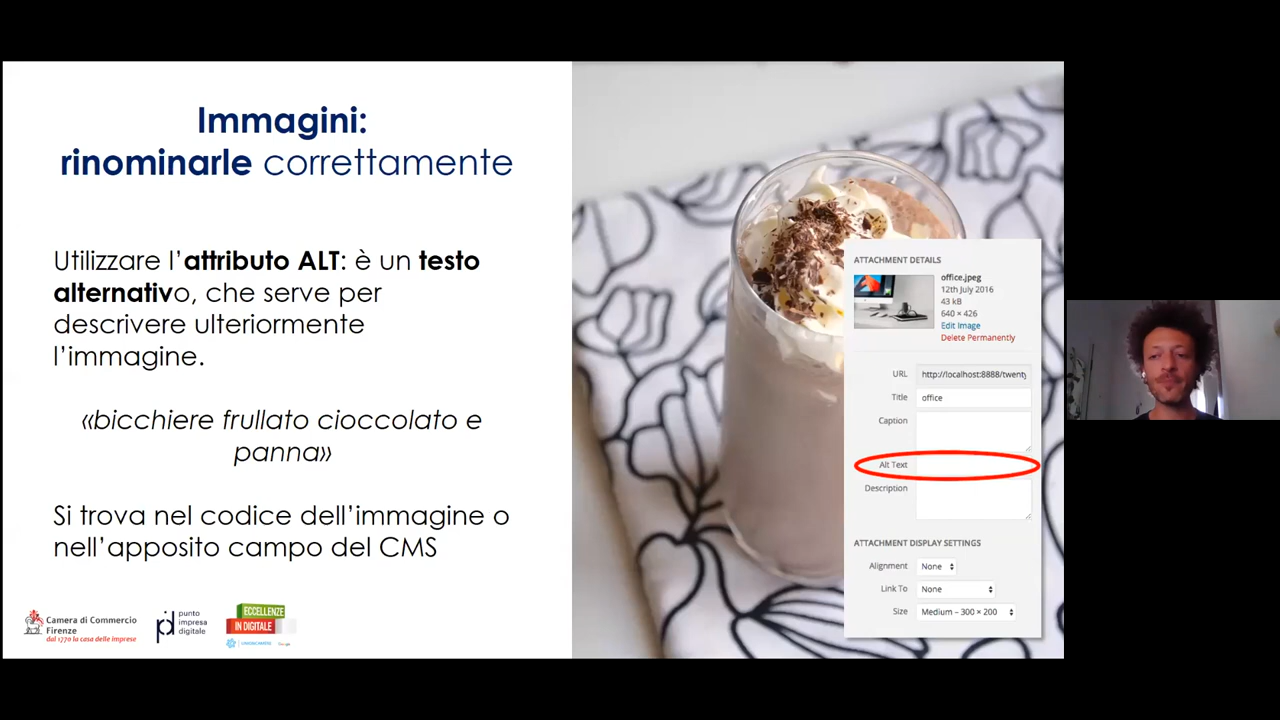 Immagini:
rinominarle correttamente
Utilizzare l'attributo ALT: è un testo
alternativo, che serve per
descrivere ulteriormente
l'immagine.
«bicchiere frullato cioccolato e
panna»
Si trova nel codice dell'immagine o
nell'apposito campo del CMS
Camera di Commercio
Firenze
dal 1770 la casa delle imprese
punto
impresa
digitale
ECCELLENZE
IN DIGITALE
UNIONCAMERE
Google
ATTACHMENT DETAILS
office.jpeg
12th July 2016
43 kB
640 × 426
Edit Image
Delete Permanently
URL http://localhost:8888/twenty
Title office
Caption
Alt Text
Description
ATTACHMENT DISPLAY SETTINGS
Alignment None
Link To None
Size Medium – 300 × 200